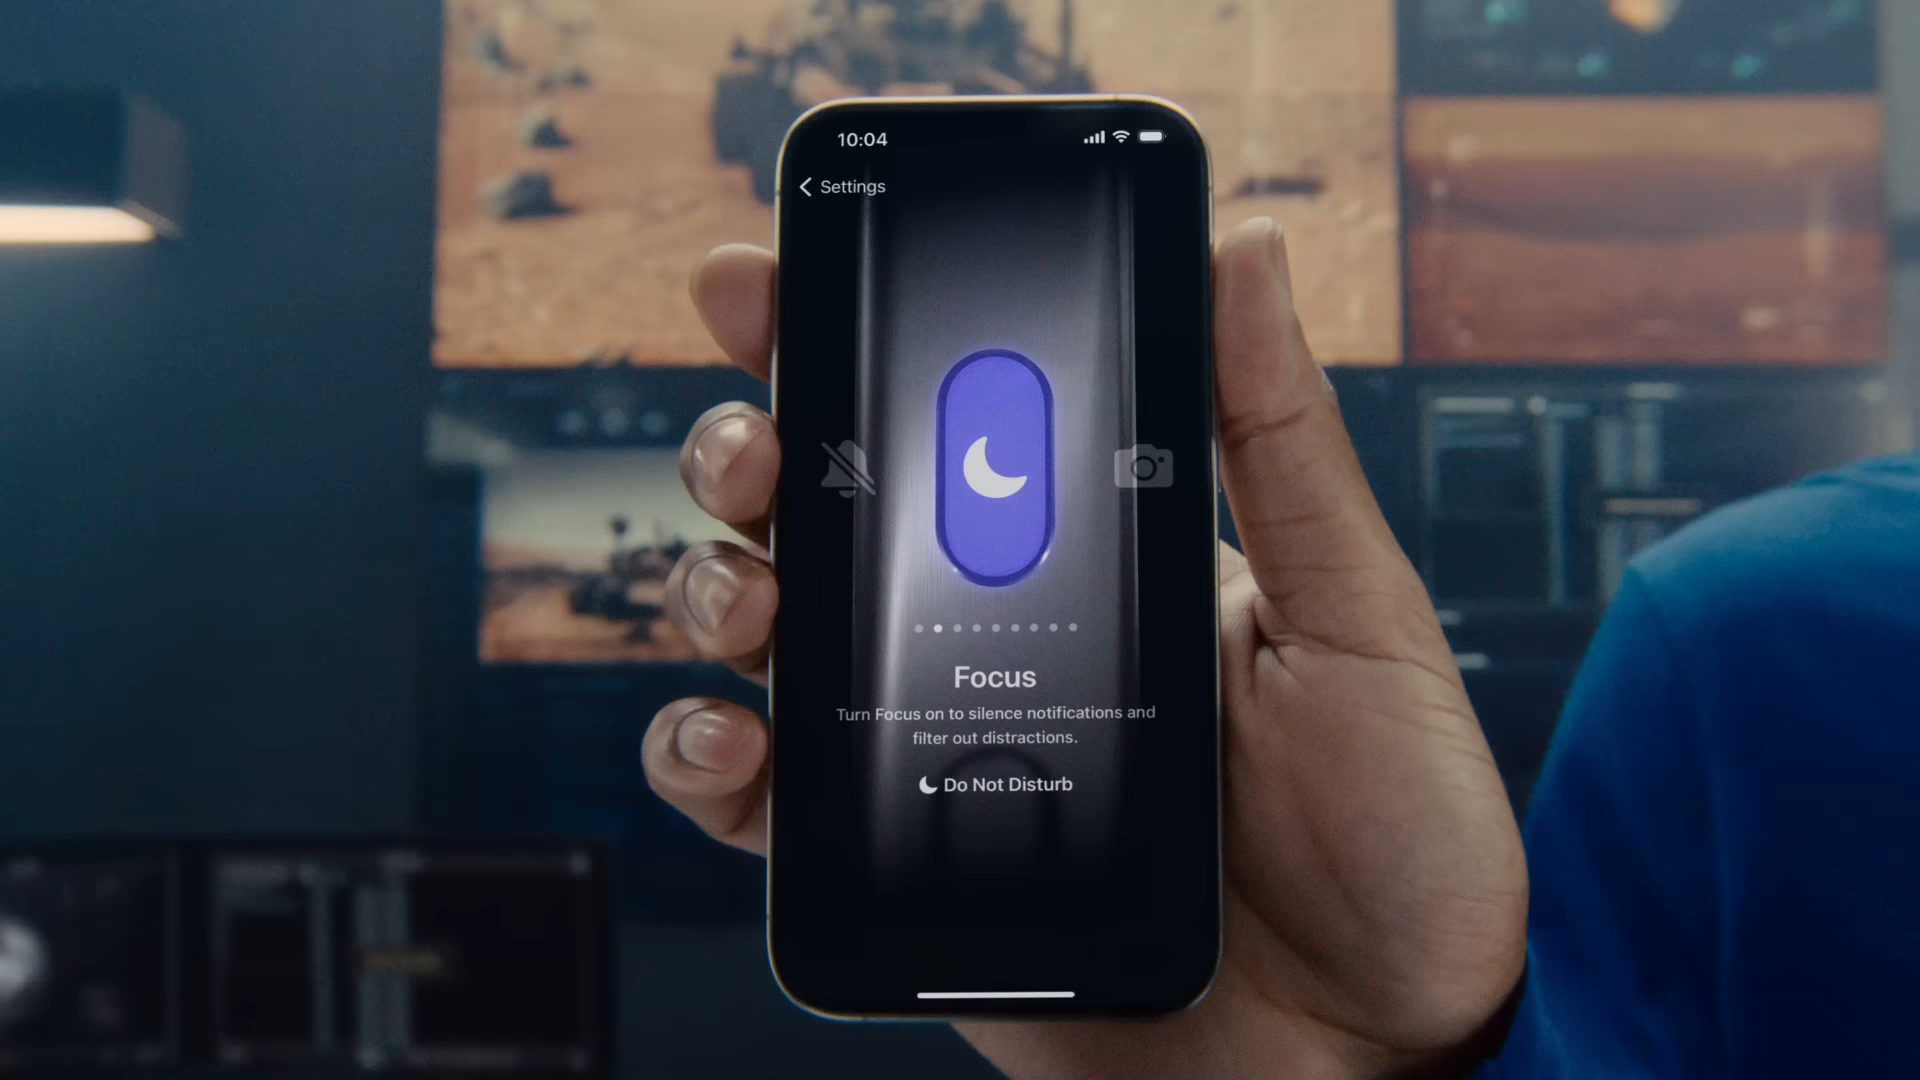 10:04
Settings
Focus
Turn Focus on to silence notifications and
filter out distractions.
Do Not Disturb